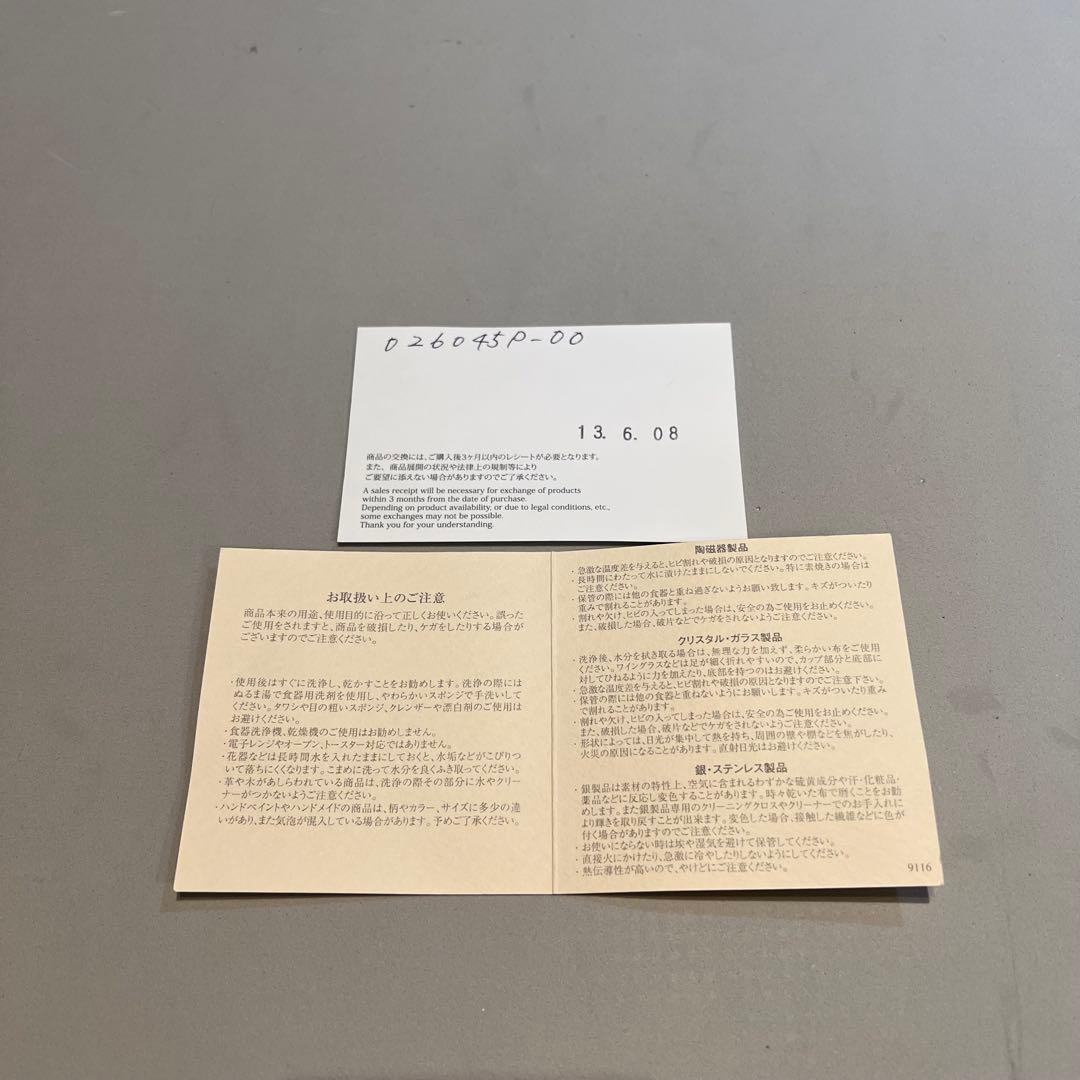 026045P-00
13. 6. 08
商品の交換には、ご購入後3ヶ月以内のレシートが必要となります。
また、商品展開の状況や法律上の規制等により
ご要望に添えない場合がありますのでご了承ください。
A sales receipt will be necessary for exchange of products
within 3 months from the date of purchase.
Depending on product availability, or due to legal conditions, etc.,
some exchanges may not be possible.
Thank you for your understanding.
お取扱い上のご注意
商品本来の用途、使用目的に沿って正しくお使いください。誤った
ご使用をされますと、商品を破損したり、ケガをしたりする場合が
ございますのでご注意ください。
・使用後はすぐに洗浄し、乾かすことをお勧めします。洗浄の際には
ぬるま湯で食器用洗剤を使用し、やわらかいスポンジで手洗いして
ください。タワシや目の粗いスポンジ、クレンザーや漂白剤のご使用は
お避けください。
・食器洗浄機、乾燥機のご使用はお勧めしません。
・電子レンジやオーブン、トースター対応ではありません。
・花器などは長時間水を入れたままにしておくと、水垢などがこびりつ
いて落ちにくくなります。こまめに洗って水分を良くふき取ってください。
・革や木があしらわれている商品は、洗浄の際その部分に水やクリー
ナーがつかないようご注意ください。
・ハンドペイントやハンドメイドの商品は、柄やカラー、サイズに多少の違
いがあり、また気泡が混入している場合があります。予めご了承ください。
陶磁器製品
・急激な温度差を与えると、ヒビ割れや破損の原因となりますのでご注意ください。
・長時間にわたって水に漬けたままにしないでください。特に素焼きの場合は
ご注意ください。
・保管の際には他の食器と重ね過ぎないようお願い致します。キズがついたり
重みで割れることがあります。
・割れや欠け、ヒビの入ってしまった場合は、安全の為ご使用をお止めください。
また、破損した場合、破片などでケガをされないようご注意ください。
クリスタル・ガラス製品
・洗浄後、水分を拭き取る場合は、無理な力を加えず、柔らかい布をご使用
ください。ワイングラスなどは足が細く折れやすいので、カップ部分と底部に
対してひねるように力を加えたり、底部を持つのはお避けください。
・急激な温度差を与えると、ヒビ割れや破損の原因となりますのでご注意下さい。
・保管の際には他の食器と重ねないようにお願いします。キズがついたり重み
で割れることがあります。
・割れや欠け、ヒビの入ってしまった場合は、安全の為ご使用をお止めください。
また、破損した場合、破片などでケガをされないようご注意ください。
・形状によっては、日光が集中して熱を持ち、周囲の壁や棚などを焦がしたり、
火災の原因になることがあります。直射日光はお避けください。
銀・ステンレス製品
・銀製品は素材の特性上、空気に含まれるわずかな硫黄成分や汗・化粧品・
薬品などに反応し変色することがあります。時々乾いた布で磨くことをお勧
めします。また銀製品専用のクリーニングクロスやクリーナーでのお手入れに
より輝きを取り戻すことが出来ます。変色した場合、接触した繊維などに色が
付く場合がありますのでご注意ください。
・お使いにならない時は埃や湿気を避けて保管してください。
・直接火にかけたり、急激に冷やしたりしないようにしてください。
・熱伝導性が高いので、やけどにご注意ください。
9116